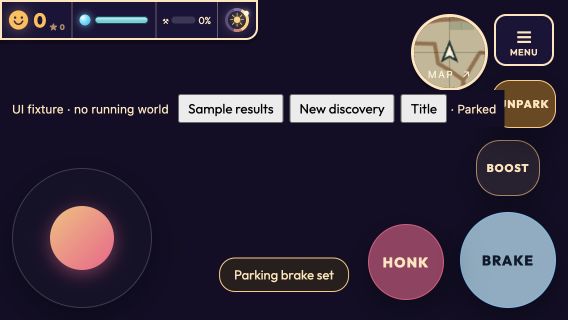 0 0 0%
MENU
MAP ↗
UI fixture · no running world Sample results New discovery Title · Parked
NPARK
BOOST
HONK
BRAKE
Parking brake set